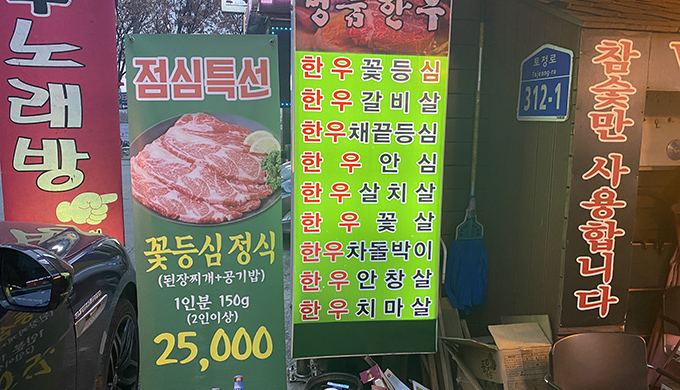 노래방
점심특선
꽃등심정식
(된장찌개+공기밥)
1인분 150g
(2인이상)
25,000
한우꽃등심
한우갈비살
한우채끝등심
한우안심
한우살치살
한우꽃살
한우차돌박이
한우안창살
한우치마살
토정로
Tojeong-ro
312-1
참숯만 사용합니다